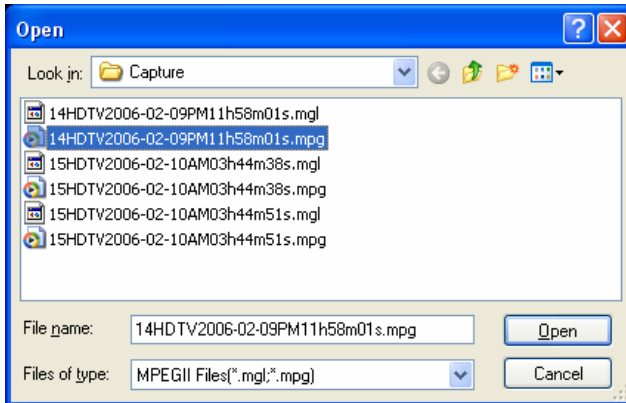 Open
Look in: Capture
14HDTV2006-02-09PM11h58m01s.mgl
14HDTV2006-02-09PM11h58m01s.mpg
15HDTV2006-02-10AM03h44m38s.mgl
15HDTV2006-02-10AM03h44m38s.mpg
15HDTV2006-02-10AM03h44m51s.mgl
15HDTV2006-02-10AM03h44m51s.mpg
File name: 14HDTV2006-02-09PM11h58m01s.mpg Open
Files of type: MPEGII Files(*.mgl;*.mpg) Cancel